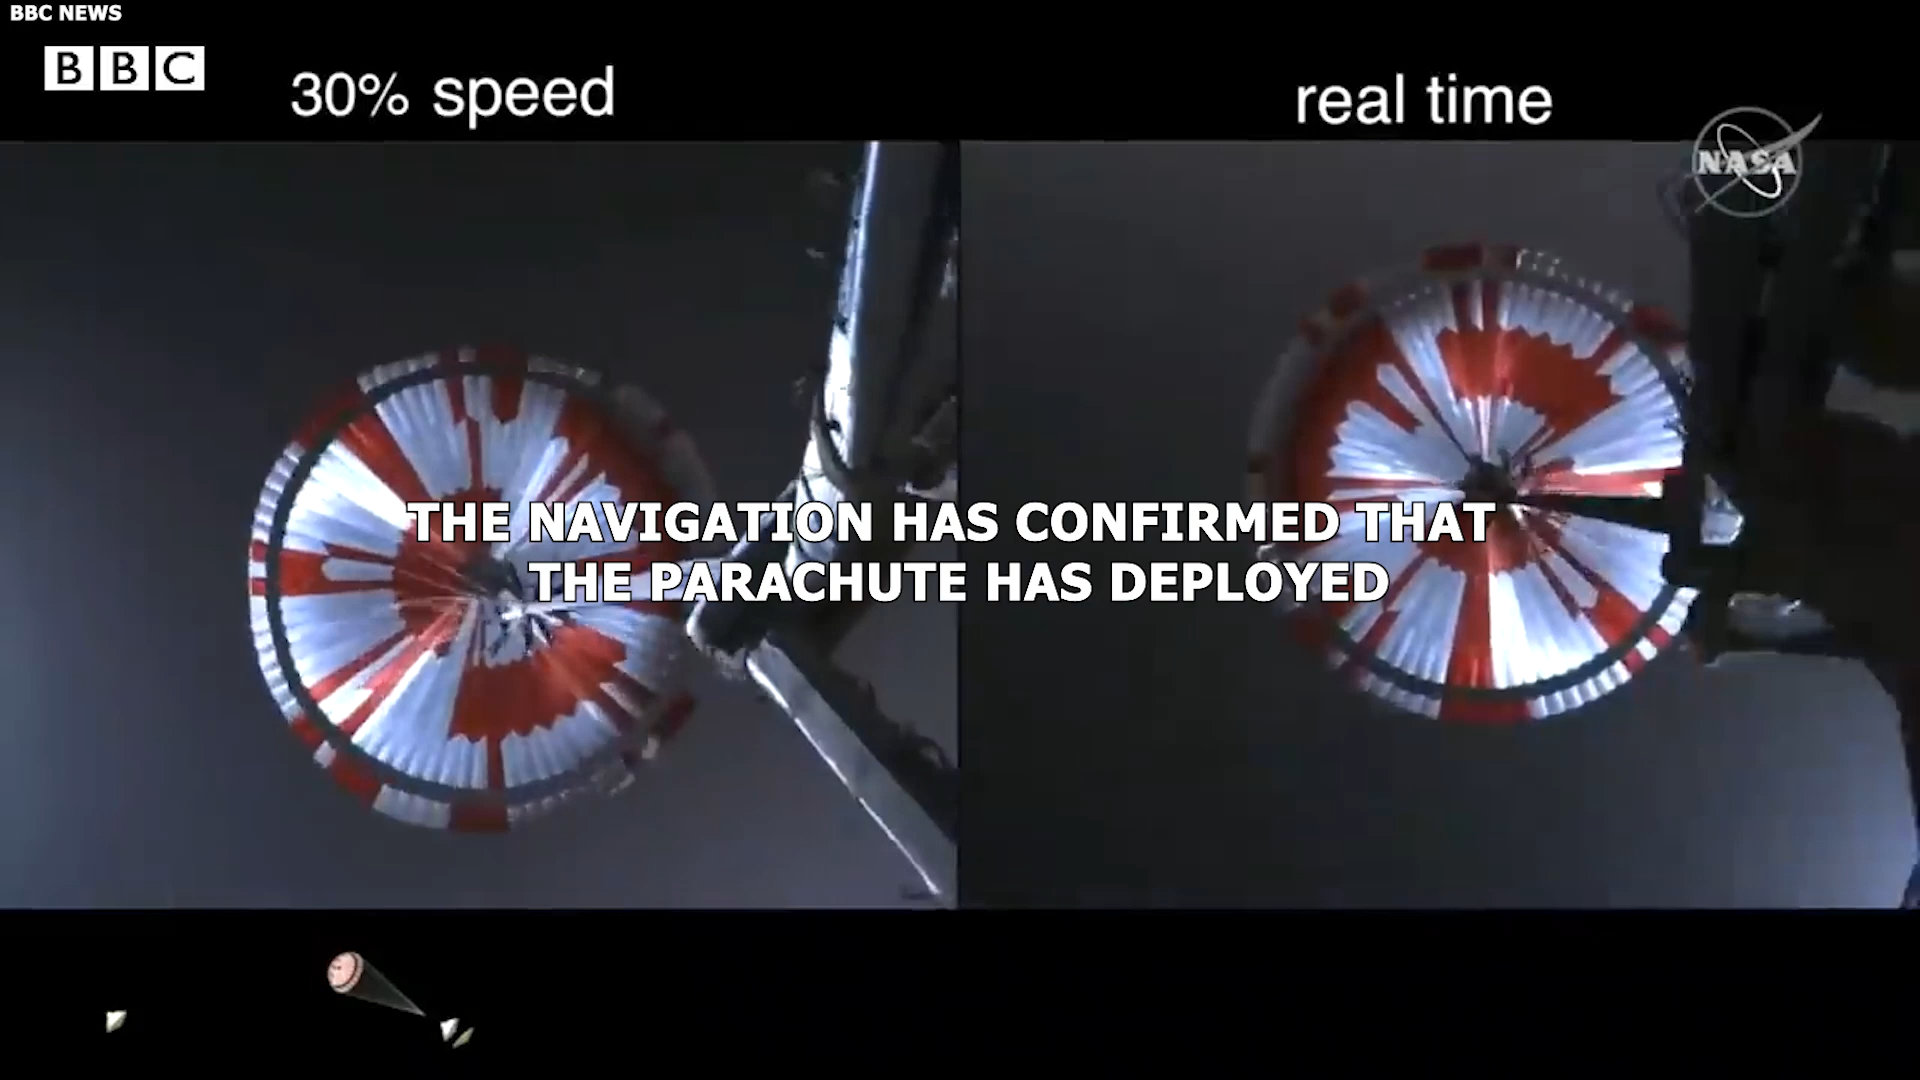 BBC NEWS
BBC
30% speed
real time
NASA
THE NAVIGATION HAS CONFIRMED THAT
THE PARACHUTE HAS DEPLOYED